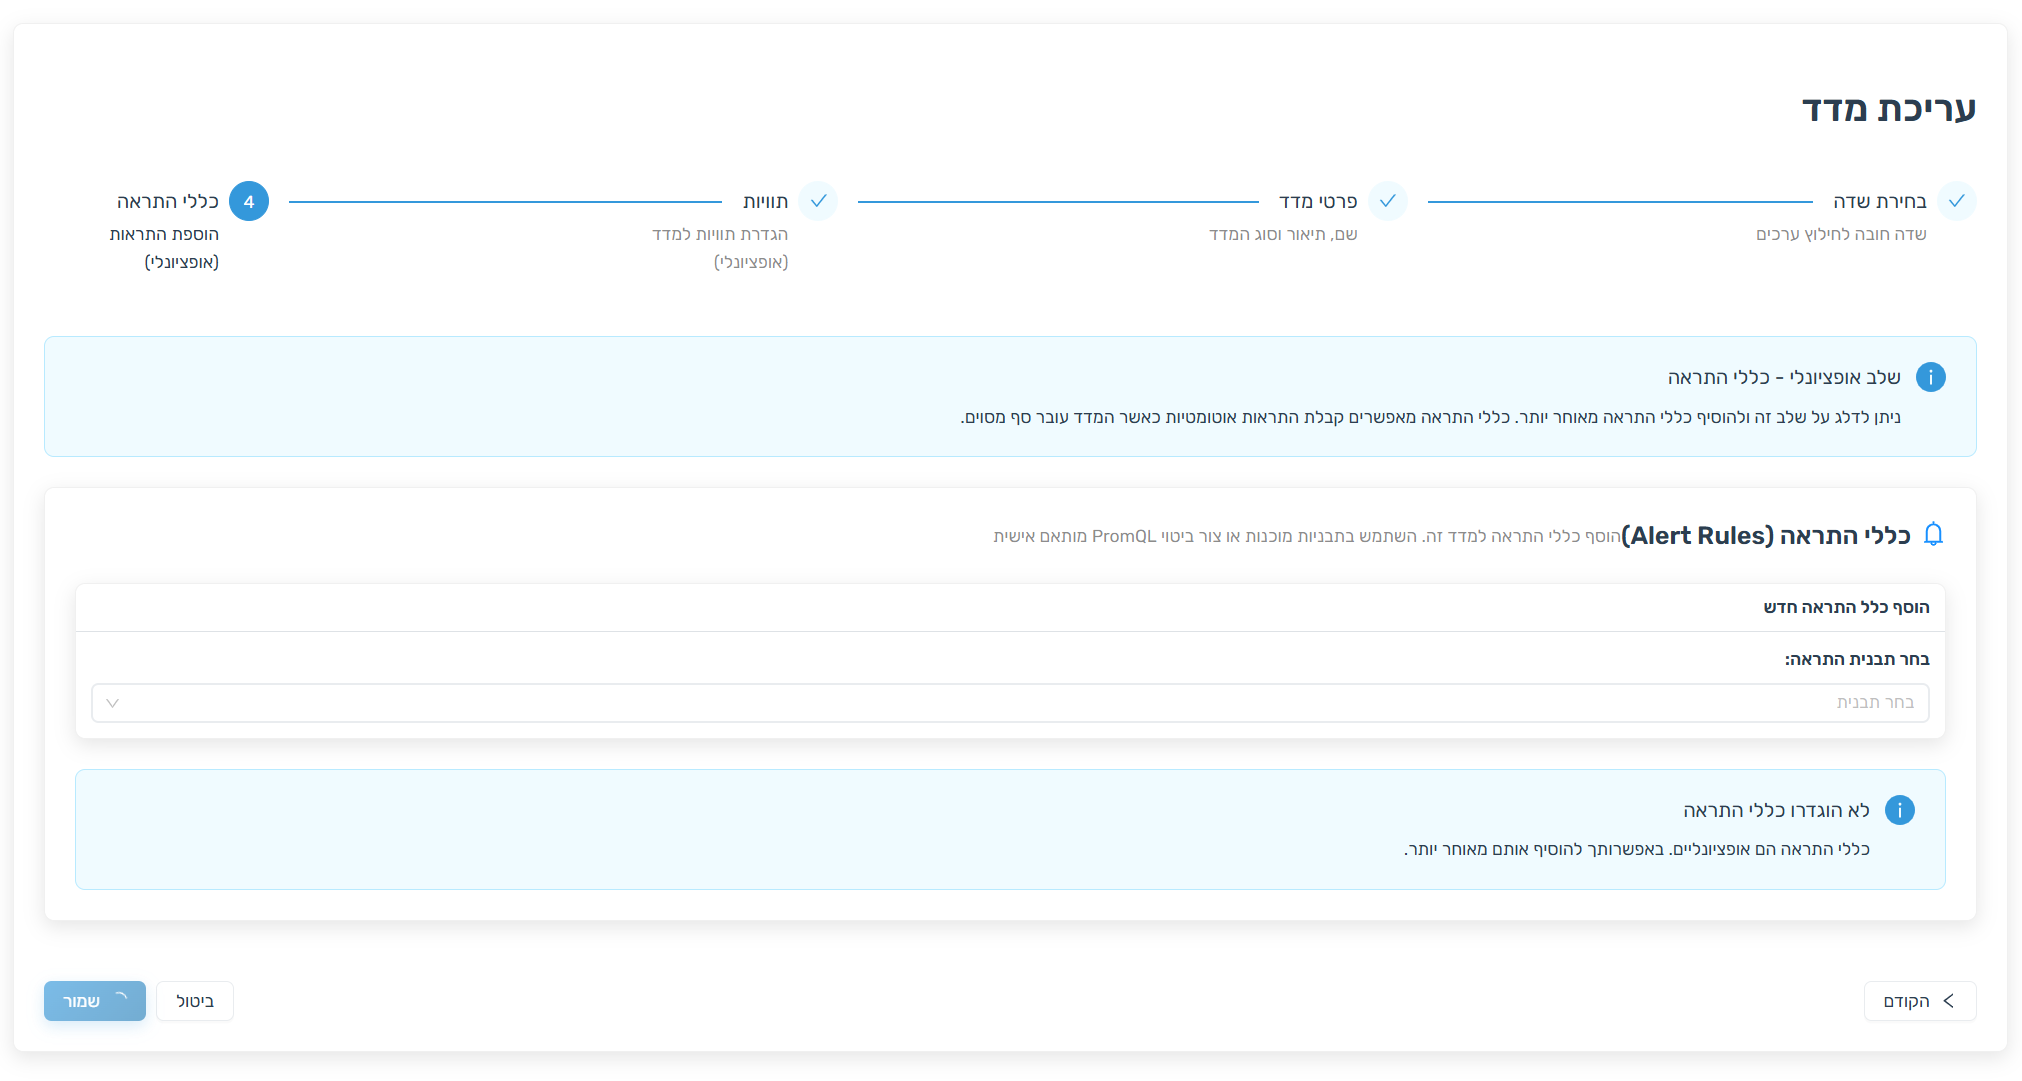 עריכת מדד
בחירת שדה
שדה חובה לחילוץ ערכים
פרטי מדד
שם, תיאור וסוג המדד
תוויות
הגדרת תוויות למדד
(אופציונלי)
4
כללי התראה
הוספת התראות
(אופציונלי)
שלב אופציונלי - כללי התראה
ניתן לדלג על שלב זה ולהוסיף כללי התראה מאוחר יותר. כללי התראה מאפשרים קבלת התראות אוטומטיות כאשר המדד עובר סף מסוים.
כללי התראה (Alert Rules)הוסף כללי התראה למדד זה. השתמש בתבניות מוכנות או צור ביטוי PromQL מותאם אישית
הוסף כלל התראה חדש
בחר תבנית התראה:
בחר תבנית
לא הוגדרו כללי התראה
כללי התראה הם אופציונליים. באפשרותך להוסיף אותם מאוחר יותר.
הקודם
ביטול
שמור